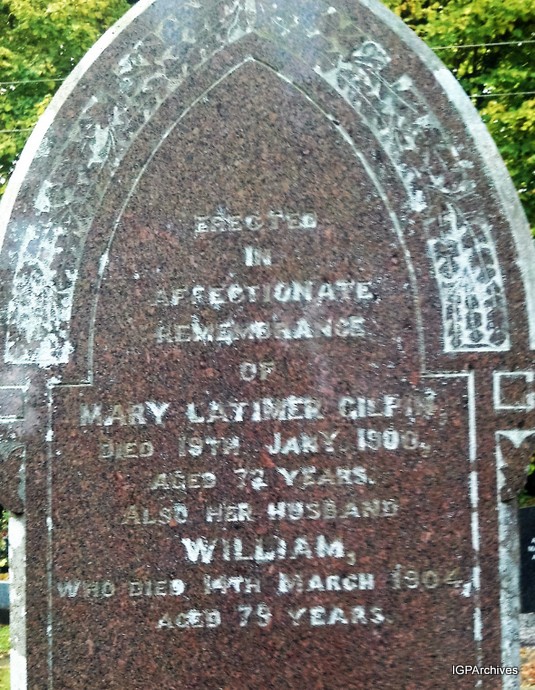 ERECTED
IN
AFFECTIONATE
REMEMBRANCE
OF
MARY LATIMER GILPIN,
DIED 19TH JANY. 1900,
AGED 72 YEARS.
ALSO HER HUSBAND
WILLIAM,
WHO DIED 14TH MARCH 1904,
AGED 75 YEARS.
IGPArchives